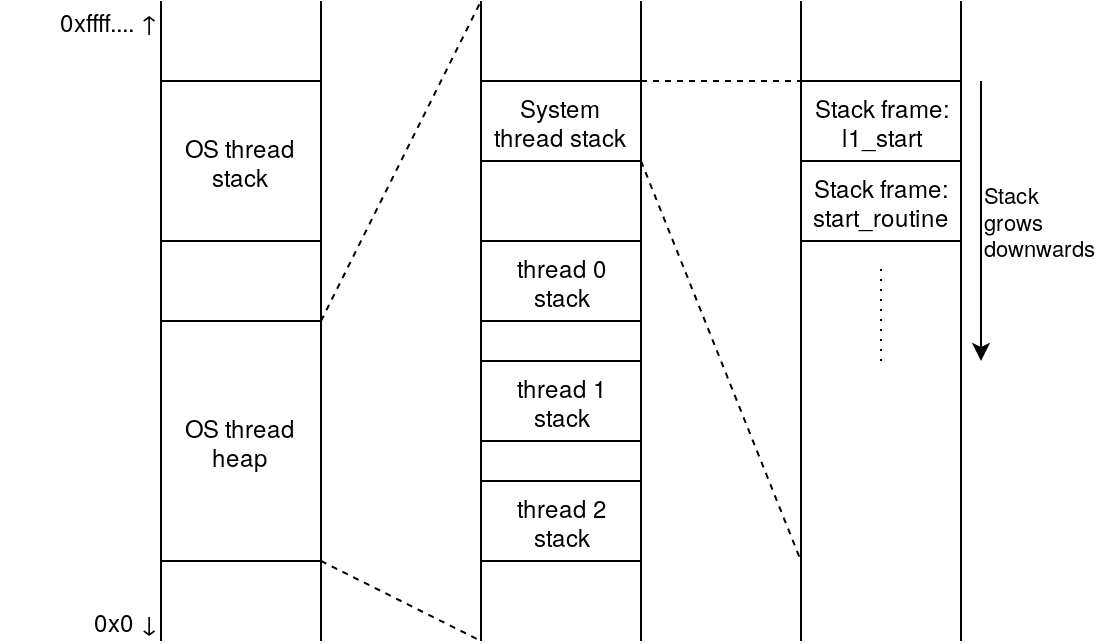 0xffff.... ↑
OS thread
stack
OS thread
heap
0x0 ↓
System
thread stack
thread 0
stack
thread 1
stack
thread 2
stack
Stack frame:
l1_start
Stack frame:
start_routine
Stack
grows
downwards